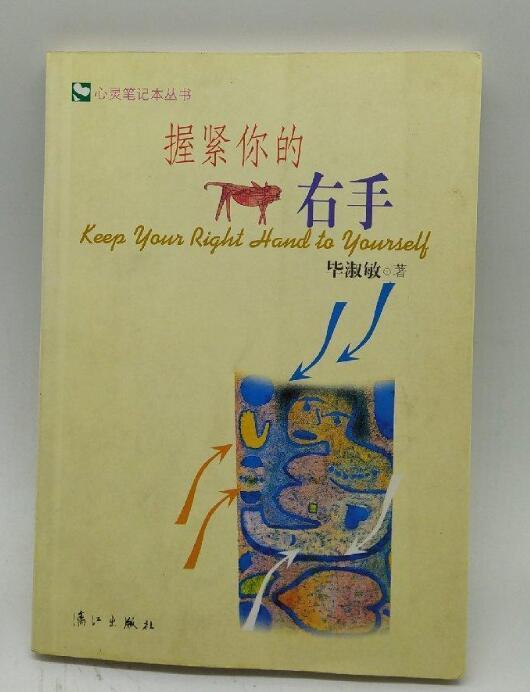 心灵笔记本丛书
握紧你的
右手
Keep Your Right Hand to Yourself
毕淑敏◎著
漓江出版社